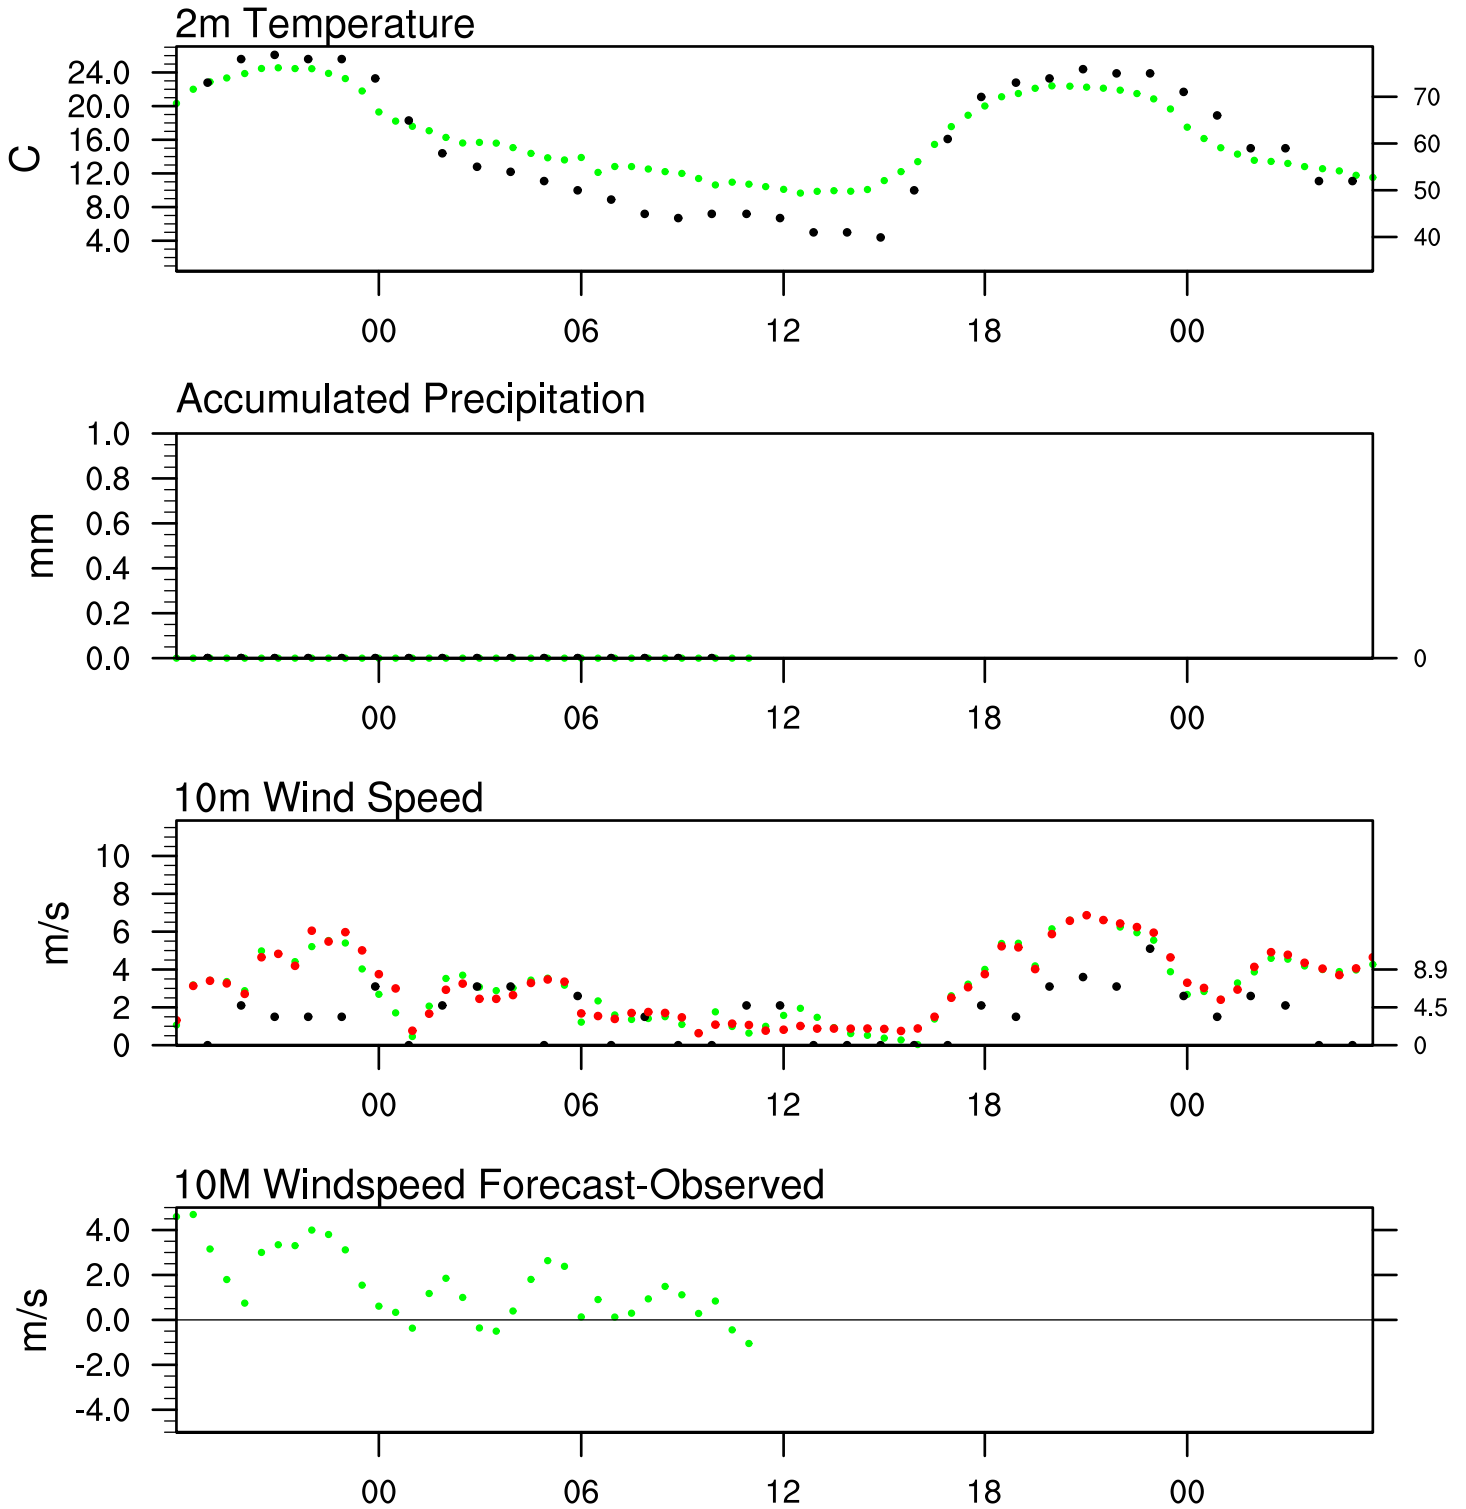 2m Temperature
24.0
20.0
16.0
12.0
8.0
4.0
C
70
60
50
40
00 06 12 18 00
Accumulated Precipitation
1.0
0.8
0.6
0.4
0.2
0.0
mm
0
00 06 12 18 00
10m Wind Speed
10
8
6
4
2
0
m/s
8.9
4.5
0
00 06 12 18 00
10M Windspeed Forecast-Observed
4.0
2.0
0.0
-2.0
-4.0
m/s
00 06 12 18 00